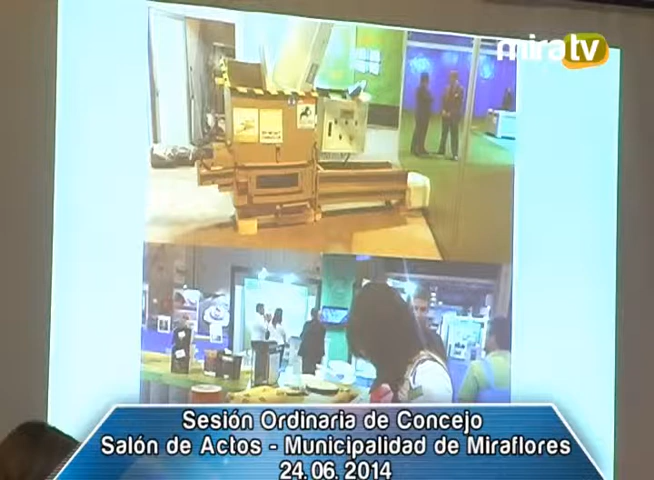 miratv
Sesión Ordinaria de Concejo
Salón de Actos - Municipalidad de Miraflores
24.06.2014